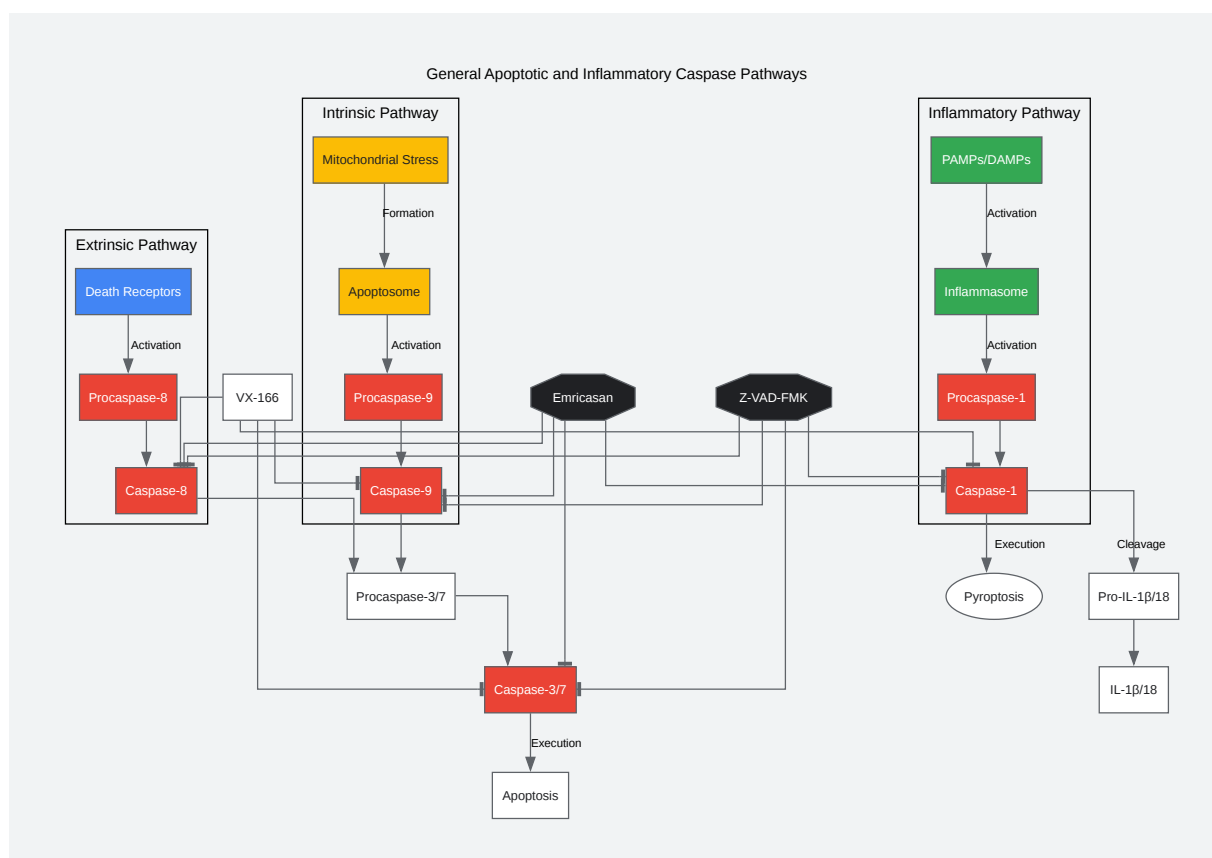 General Apoptotic and Inflammatory Caspase Pathways
Intrinsic Pathway
Inflammatory Pathway
Mitochondrial Stress
PAMPs/DAMPs
Formation
Activation
Extrinsic Pathway
Death Receptors
Apoptosome
Inflammasome
Activation
Activation
Activation
Procaspase-8
VX-166
Procaspase-9
Emricasan
Z-VAD-FMK
Procaspase-1
Caspase-8
Caspase-9
Caspase-1
Execution
Cleavage
Procaspase-3/7
Pyroptosis
Pro-IL-1β/18
Caspase-3/7
IL-1β/18
Execution
Apoptosis